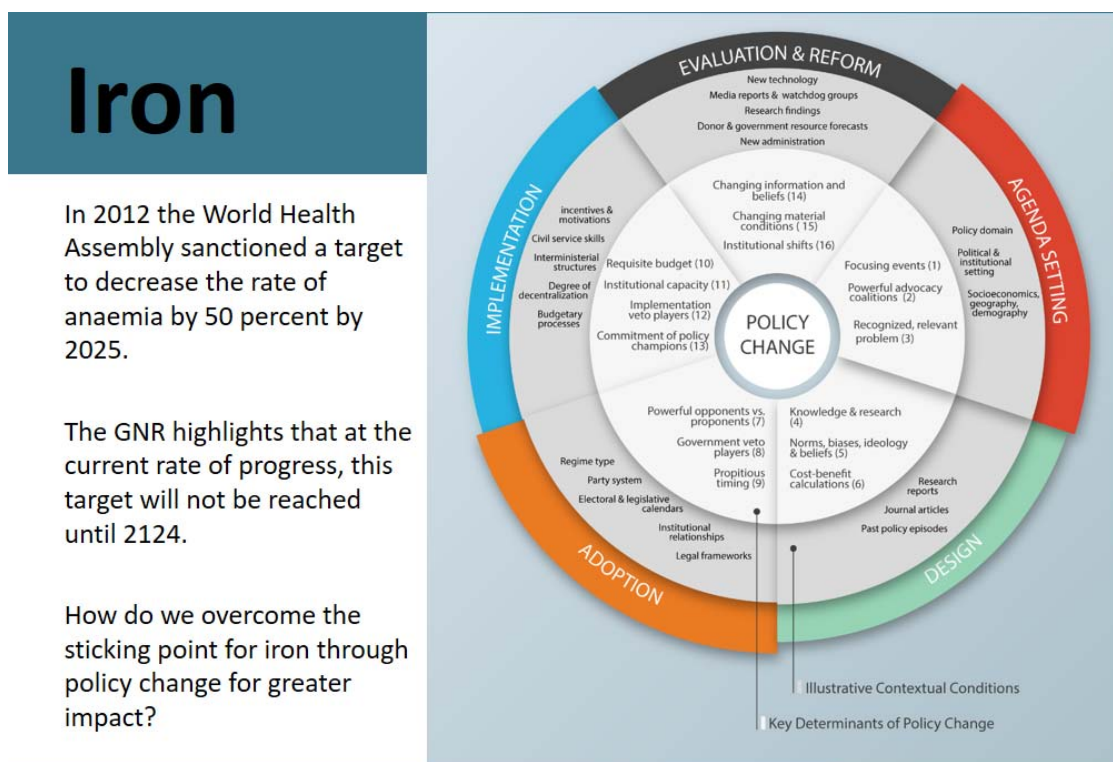 Iron
In 2012 the World Health
Assembly sanctioned a target
to decrease the rate of
anaemia by 50 percent by
2025.
The GNR highlights that at the
current rate of progress, this
target will not be reached
until 2124.
How do we overcome the
sticking point for iron through
policy change for greater
impact?
EVALUATION & REFORM
New technology
Media reports & watchdog groups
Research findings
Donor & government resource forecasts
New administration
Changing information and
beliefs (14)
Changing material
conditions (15)
Institutional shifts (16)
AGENDA SETTING
Policy domain
Political &
institutional
setting
Socioeconomics,
geography,
demography
Focusing events (1)
Powerful advocacy
coalitions (2)
Recognized, relevant
problem (3)
DESIGN
Knowledge & research
(4)
Norms, biases, ideology
& beliefs (5)
Cost-benefit
calculations (6)
Research
reports
Journal articles
Past policy episodes
ADOPTION
Powerful opponents vs.
proponents (7)
Government veto
players (8)
Propitious
timing (9)
Regime type
Party system
Electoral & legislative
calendars
Institutional
relationships
Legal frameworks
IMPLEMENTATION
incentives &
motivations
Civil service skills
Interministerial
structures
Degree of
decentralization
Budgetary
processes
Requisite budget (10)
Institutional capacity (11)
Implementation
veto players (12)
Commitment of policy
champions (13)
POLICY
CHANGE
Illustrative Contextual Conditions
Key Determinants of Policy Change